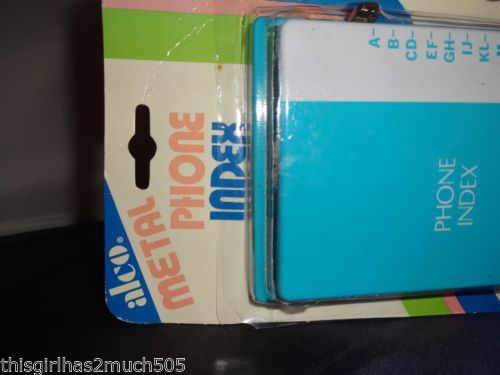 alco®
METAL
PHONE
INDEX
A-
B-
CD-
EF-
GH-
IJ-
KL-
PHONE
INDEX
thisgirlhas2much505